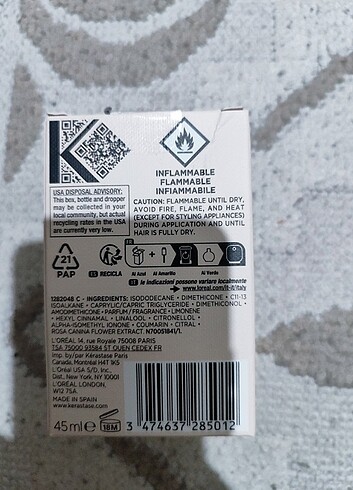 INFLAMMABLE
FLAMMABLE
INFIAMMABILE
CAUTION: FLAMMABLE UNTIL DRY.
AVOID FIRE, FLAME, AND HEAT
(EXCEPT FOR STYLING APPLIANCES)
DURING APPLICATION AND UNTIL
HAIR IS FULLY DRY.
USA DISPOSAL ADVISORY:
This box, bottle and dropper
may be collected in your
local community, but actual
recycling rates in the USA
are currently very low.
21
PAP
ES RECICLA
Al Azul
Al Amarillo
Al Verde
IT le indicazioni possono variare localmente
www.loreal.com/it-it/italy
1282048 C - INGREDIENTS: ISODODECANE • DIMETHICONE • C11-13
ISOALKANE • CAPRYLIC/CAPRIC TRIGLYCERIDE • DIMETHICONOL •
AMODIMETHICONE • PARFUM / FRAGRANCE • LIMONENE
• HEXYL CINNAMAL • LINALOOL • CITRONELLOL •
ALPHA-ISOMETHYL IONONE • COUMARIN • CITRAL •
ROSA CANINA FLOWER EXTRACT. N70051841/1.
L'ORÉAL 14, rue Royale 75008 PARIS
TSA 75000 93584 ST OUEN CEDEX FR
Imp. by/par Kérastase Paris
Canada, Montréal H4T 1K5
L'Oréal USA S/D, Inc.
Dist., New York, NY 10001
L'ORÉAL LONDON,
W12 7SA.
MADE IN SPAIN
www.kerastase.com
45 ml ℮ 18M 3 474637 285012